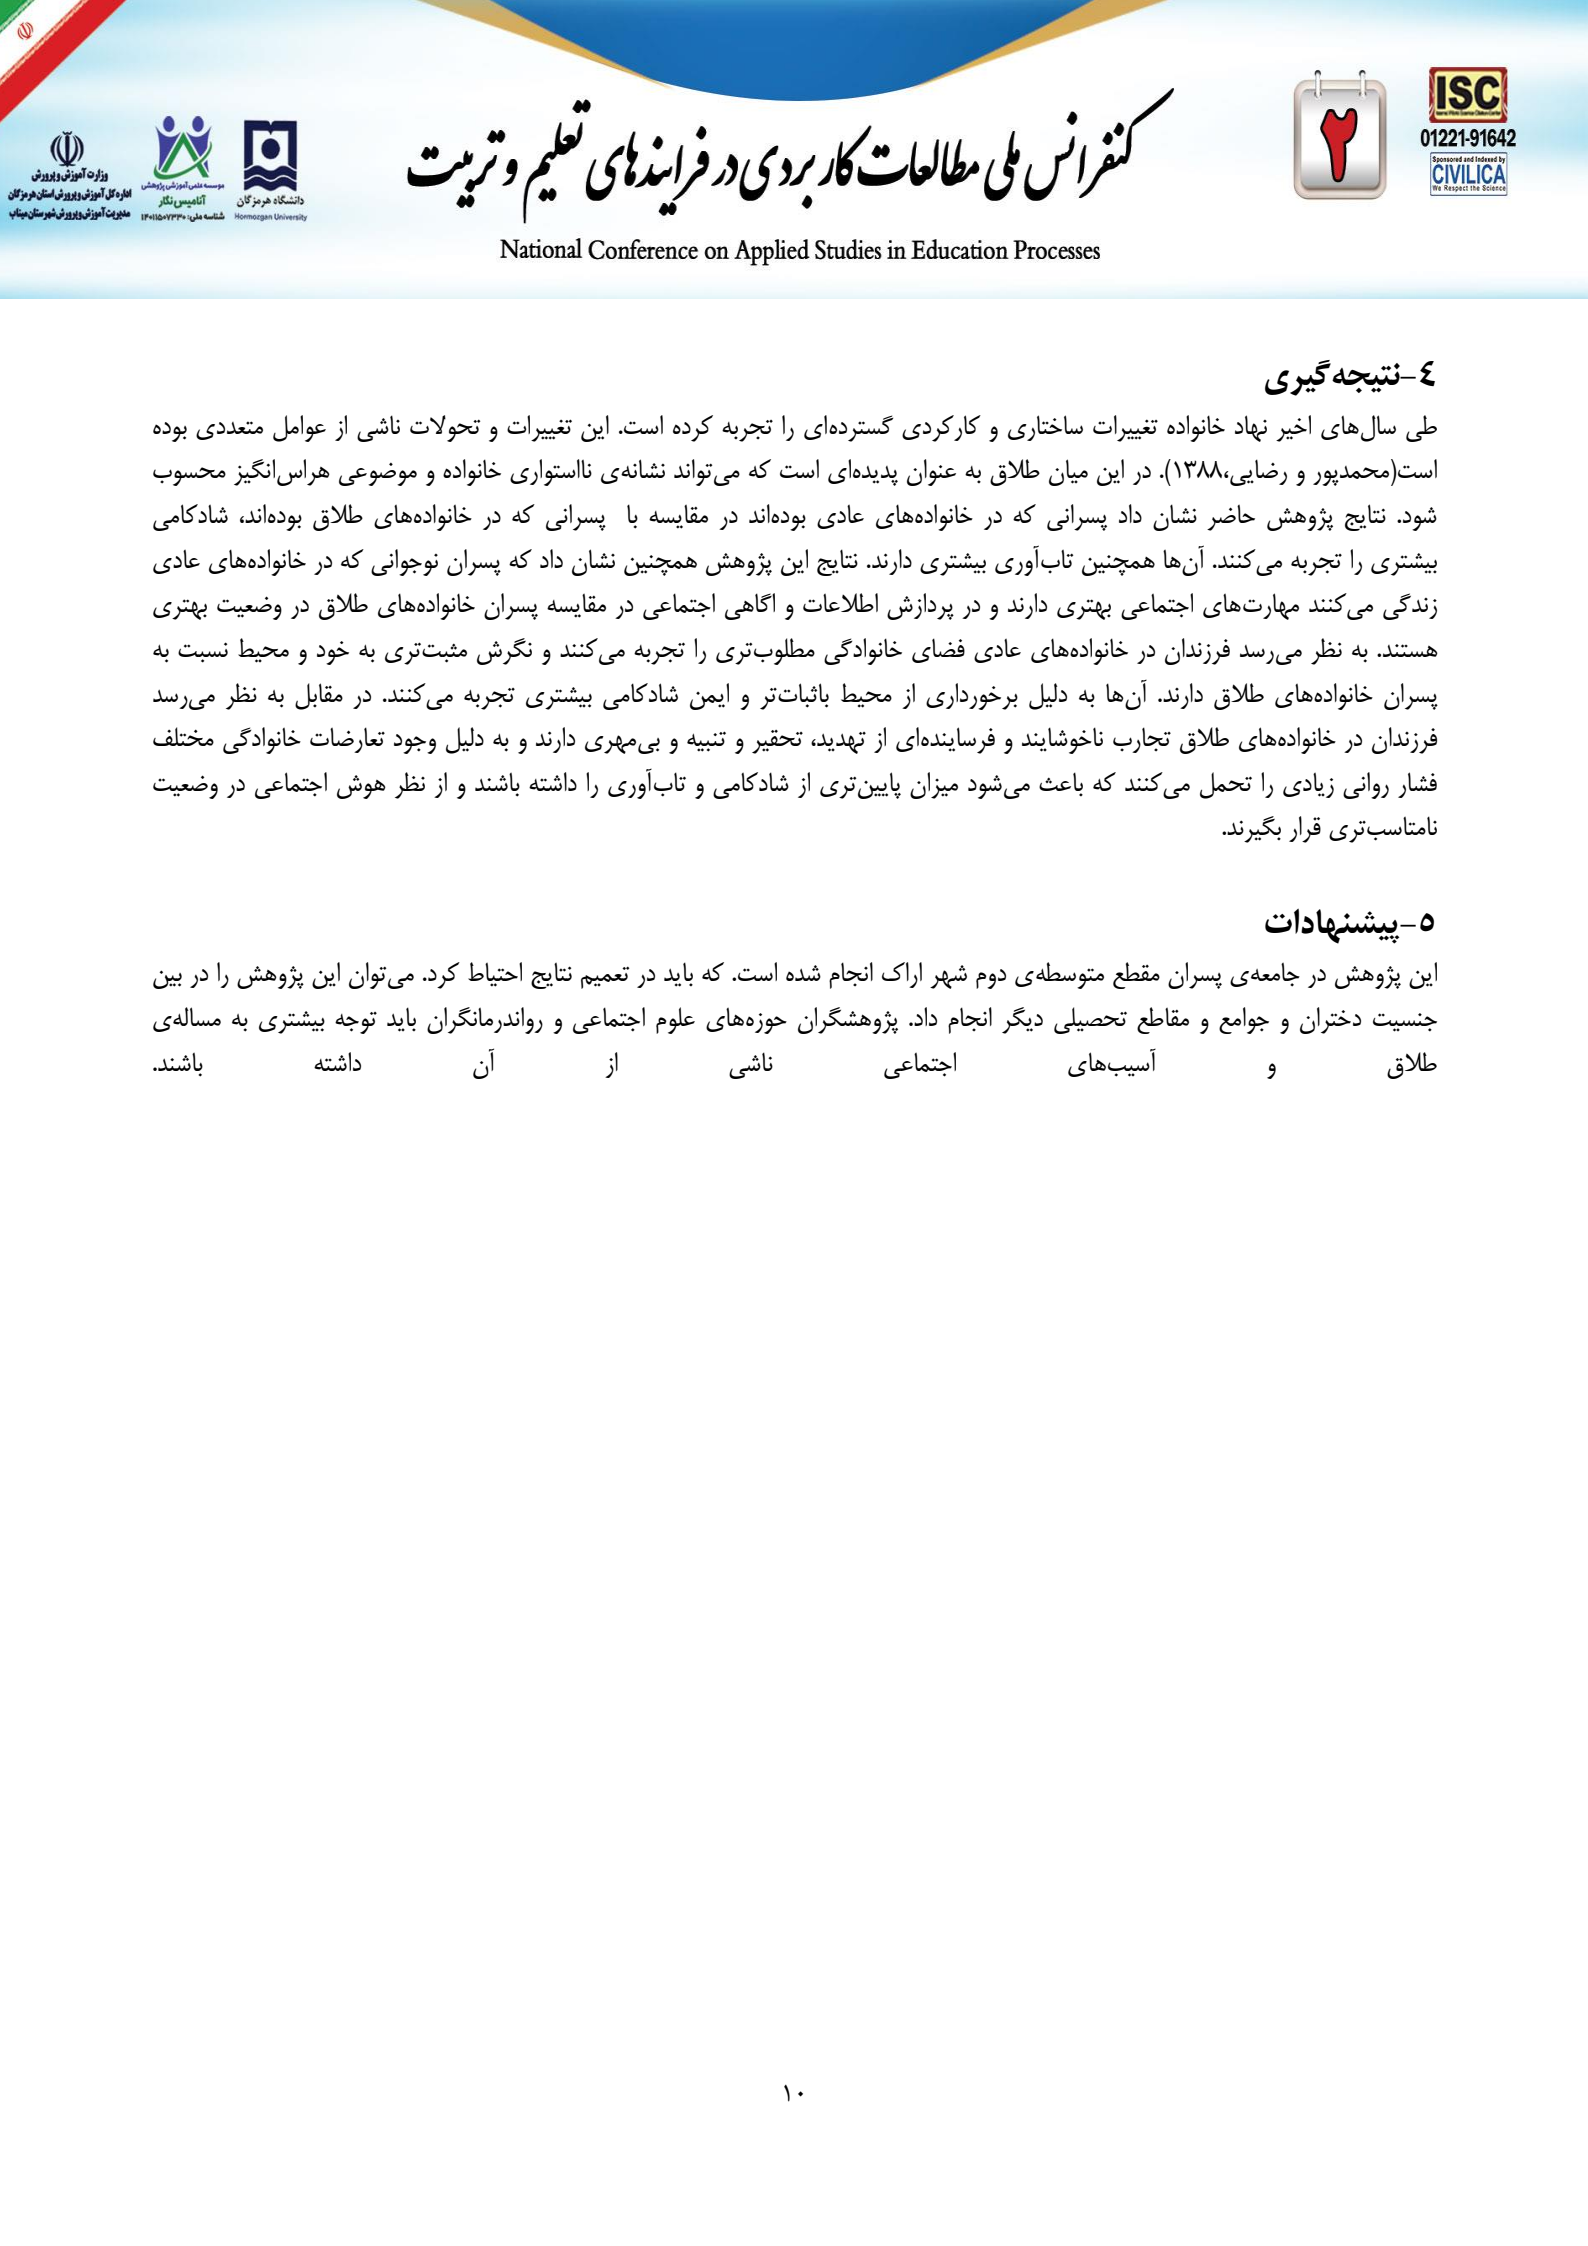 کنفرانس ملی مطالعات کاربردی در فرایندهای تعلیم و تربیت
National Conference on Applied Studies in Education Processes
۲
ISC
01221-91642
Sponsored and Indexed by
CIVILICA
We Respect the Science
دانشگاه هرمزگان
Hormozgan University
موسسه علمی آموزشی پژوهشی
آنامیس نگار
شناسه ملی: ۱۴۰۱۱۵۰۷۳۳۰
وزارت آموزش و پرورش
اداره کل آموزش و پرورش استان هرمزگان
مدیریت آموزش و پرورش شهرستان میناب
٤-نتیجه‌گیری
طی سال‌های اخیر نهاد خانواده تغییرات ساختاری و کارکردی گسترده‌ای را تجربه کرده است. این تغییرات و تحولات ناشی از عوامل متعددی بوده
است(محمدپور و رضایی،۱۳۸۸). در این میان طلاق به عنوان پدیده‌ای است که می‌تواند نشانه‌ی نااستواری خانواده و موضوعی هراس‌انگیز محسوب
شود. نتایج پژوهش حاضر نشان داد پسرانی که در خانواده‌های عادی بوده‌اند در مقایسه با پسرانی که در خانواده‌های طلاق بوده‌اند، شادکامی
بیشتری را تجربه می‌کنند. آن‌ها همچنین تاب‌آوری بیشتری دارند. نتایج این پژوهش همچنین نشان داد که پسران نوجوانی که در خانواده‌های عادی
زندگی می‌کنند مهارت‌های اجتماعی بهتری دارند و در پردازش اطلاعات و اگاهی اجتماعی در مقایسه پسران خانواده‌های طلاق در وضعیت بهتری
هستند. به نظر می‌رسد فرزندان در خانواده‌های عادی فضای خانوادگی مطلوب‌تری را تجربه می‌کنند و نگرش مثبت‌تری به خود و محیط نسبت به
پسران خانواده‌های طلاق دارند. آن‌ها به دلیل برخورداری از محیط باثبات‌تر و ایمن شادکامی بیشتری تجربه می‌کنند. در مقابل به نظر می‌رسد
فرزندان در خانواده‌های طلاق تجارب ناخوشایند و فرساینده‌ای از تهدید، تحقیر و تنبیه و بی‌مهری دارند و به دلیل وجود تعارضات خانوادگی مختلف
فشار روانی زیادی را تحمل می‌کنند که باعث می‌شود میزان پایین‌تری از شادکامی و تاب‌آوری را داشته باشند و از نظر هوش اجتماعی در وضعیت
نامتاسب‌تری قرار بگیرند.
٥-پیشنهادات
این پژوهش در جامعه‌ی پسران مقطع متوسطه‌ی دوم شهر اراک انجام شده است. که باید در تعمیم نتایج احتیاط کرد. می‌توان این پژوهش را در بین
جنسیت دختران و جوامع و مقاطع تحصیلی دیگر انجام داد. پژوهشگران حوزه‌های علوم اجتماعی و رواندرمانگران باید توجه بیشتری به مساله‌ی
طلاق و آسیب‌های اجتماعی ناشی از آن داشته باشند.
۱۰